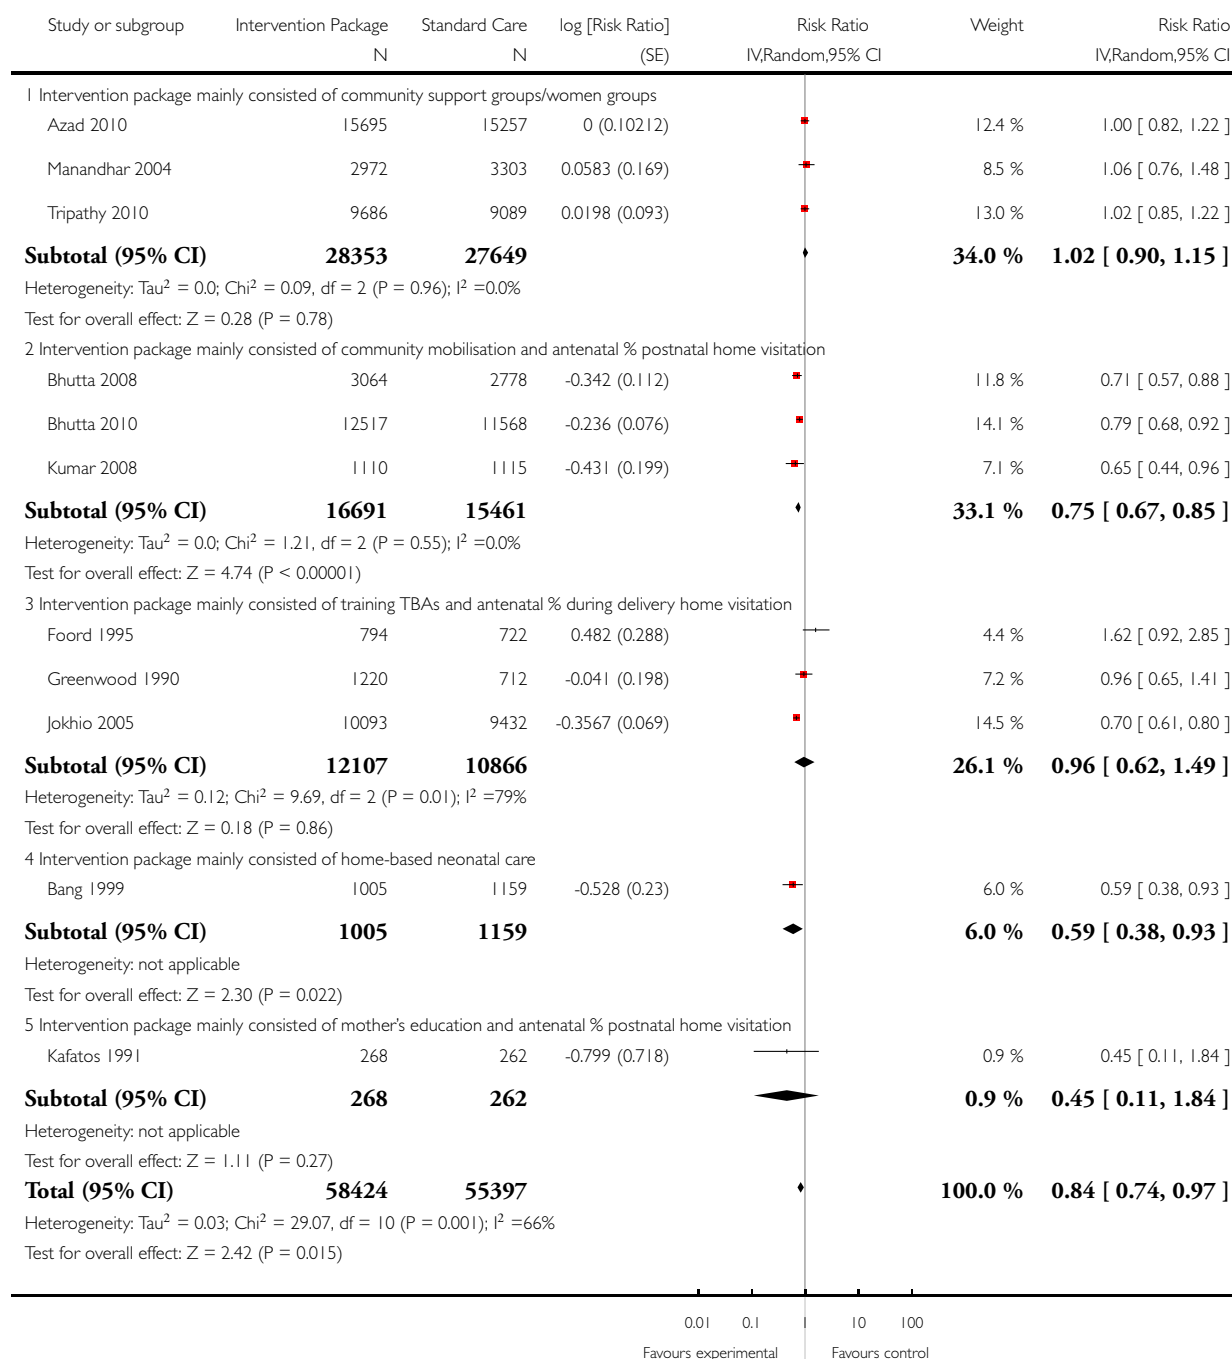 Study or subgroup Intervention Package Standard Care log [Risk Ratio] Risk Ratio Weight Risk Ratio
N N (SE) IV,Random,95% CI IV,Random,95% CI
1 Intervention package mainly consisted of community support groups/women groups
Azad 2010 15695 15257 0 (0.10212) 12.4 % 1.00 [ 0.82, 1.22 ]
Manandhar 2004 2972 3303 0.0583 (0.169) 8.5 % 1.06 [ 0.76, 1.48 ]
Tripathy 2010 9686 9089 0.0198 (0.093) 13.0 % 1.02 [ 0.85, 1.22 ]
Subtotal (95% CI) 28353 27649 34.0 % 1.02 [ 0.90, 1.15 ]
Heterogeneity: Tau² = 0.0; Chi² = 0.09, df = 2 (P = 0.96); I² =0.0%
Test for overall effect: Z = 0.28 (P = 0.78)
2 Intervention package mainly consisted of community mobilisation and antenatal % postnatal home visitation
Bhutta 2008 3064 2778 -0.342 (0.112) 11.8 % 0.71 [ 0.57, 0.88 ]
Bhutta 2010 12517 11568 -0.236 (0.076) 14.1 % 0.79 [ 0.68, 0.92 ]
Kumar 2008 1110 1115 -0.431 (0.199) 7.1 % 0.65 [ 0.44, 0.96 ]
Subtotal (95% CI) 16691 15461 33.1 % 0.75 [ 0.67, 0.85 ]
Heterogeneity: Tau² = 0.0; Chi² = 1.21, df = 2 (P = 0.55); I² =0.0%
Test for overall effect: Z = 4.74 (P < 0.00001)
3 Intervention package mainly consisted of training TBAs and antenatal % during delivery home visitation
Foord 1995 794 722 0.482 (0.288) 4.4 % 1.62 [ 0.92, 2.85 ]
Greenwood 1990 1220 712 -0.041 (0.198) 7.2 % 0.96 [ 0.65, 1.41 ]
Jokhio 2005 10093 9432 -0.3567 (0.069) 14.5 % 0.70 [ 0.61, 0.80 ]
Subtotal (95% CI) 12107 10866 26.1 % 0.96 [ 0.62, 1.49 ]
Heterogeneity: Tau² = 0.12; Chi² = 9.69, df = 2 (P = 0.01); I² =79%
Test for overall effect: Z = 0.18 (P = 0.86)
4 Intervention package mainly consisted of home-based neonatal care
Bang 1999 1005 1159 -0.528 (0.23) 6.0 % 0.59 [ 0.38, 0.93 ]
Subtotal (95% CI) 1005 1159 6.0 % 0.59 [ 0.38, 0.93 ]
Heterogeneity: not applicable
Test for overall effect: Z = 2.30 (P = 0.022)
5 Intervention package mainly consisted of mother's education and antenatal % postnatal home visitation
Kafatos 1991 268 262 -0.799 (0.718) 0.9 % 0.45 [ 0.11, 1.84 ]
Subtotal (95% CI) 268 262 0.9 % 0.45 [ 0.11, 1.84 ]
Heterogeneity: not applicable
Test for overall effect: Z = 1.11 (P = 0.27)
Total (95% CI) 58424 55397 100.0 % 0.84 [ 0.74, 0.97 ]
Heterogeneity: Tau² = 0.03; Chi² = 29.07, df = 10 (P = 0.001); I² =66%
Test for overall effect: Z = 2.42 (P = 0.015)
0.01 0.1 1 10 100
Favours experimental Favours control